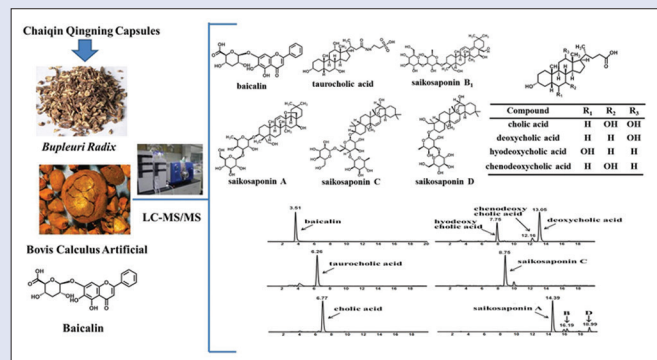 Chaiqin Qingning Capsules
Bupleuri Radix
LC-MS/MS
Bovis Calculus Artificial
Baicalin
baicalin
taurocholic acid
saikosaponin B1
saikosaponin A
saikosaponin C
saikosaponin D
Compound R1 R2 R3
cholic acid H OH OH
deoxycholic acid H H OH
hyodeoxycholic acid OH H H
chenodeoxycholic acid H OH H
3.51
baicalin
hyodeoxy cholic acid
7.75
chenodeoxy cholic acid
12.16
13.05
deoxycholic acid
6.26
taurocholic acid
8.75
saikosaponin C
6.77
cholic acid
saikosaponin A
14.39
B
16.19
D